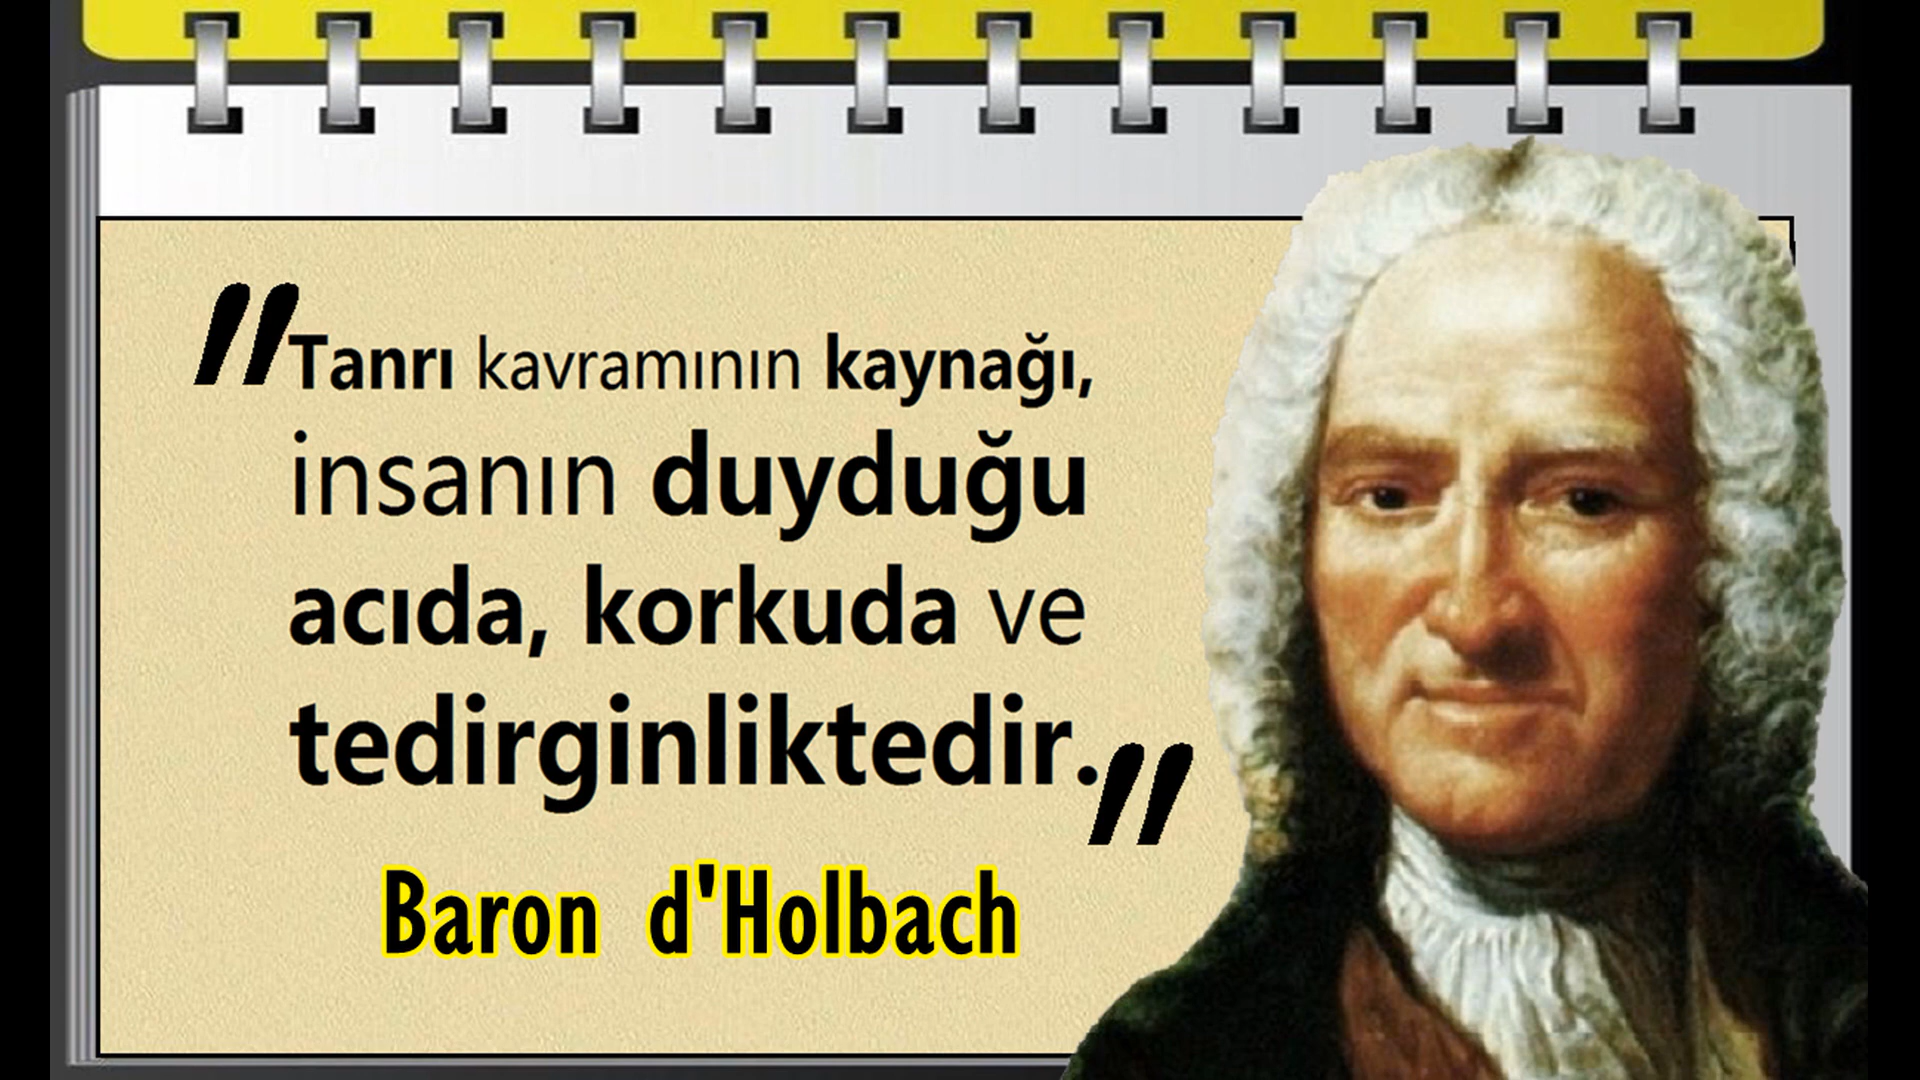 "Tanrı kavramının kaynağı,
insanın duyduğu
acıda, korkuda ve
tedirginliktedir."
Baron d'Holbach